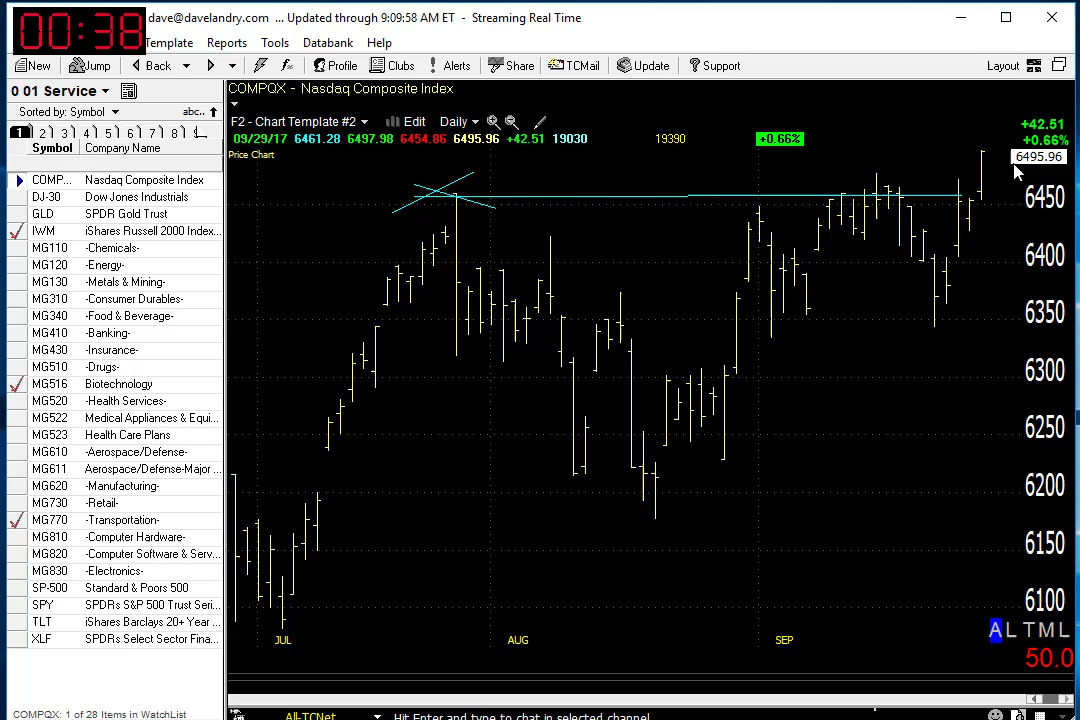 00:38
dave@davelandry.com ... Updated through 9:09:58 AM ET - Streaming Real Time
Template Reports Tools Databank Help
New Jump Back Profile Clubs Alerts Share TCMail Update Support Layout
0 01 Service
Sorted by: Symbol abc..
1 2 3 4 5 6 7 8
Symbol Company Name
COMP... Nasdaq Composite Index
DJ-30 Dow Jones Industrials
GLD SPDR Gold Trust
IWM iShares Russell 2000 Index...
MG110 -Chemicals-
MG120 -Energy-
MG130 -Metals & Mining-
MG310 -Consumer Durables-
MG340 -Food & Beverage-
MG410 -Banking-
MG430 -Insurance-
MG510 -Drugs-
MG516 Biotechnology
MG520 -Health Services-
MG522 Medical Appliances & Equi...
MG523 Health Care Plans
MG610 -Aerospace/Defense-
MG611 Aerospace/Defense-Major ...
MG620 -Manufacturing-
MG730 -Retail-
MG770 -Transportation-
MG810 -Computer Hardware-
MG820 -Computer Software & Serv...
MG830 -Electronics-
SP-500 Standard & Poors 500
SPY SPDRs S&P 500 Trust Seri...
TLT iShares Barclays 20+ Year ...
XLF SPDRs Select Sector Fina...
COMPQX: 1 of 28 Items in WatchList
COMPQX - Nasdaq Composite Index
F2 - Chart Template #2 Edit Daily
09/29/17 6461.28 6497.98 6454.86 6495.96 +42.51 19030 19390 +0.66%
Price Chart
+42.51
+0.66%
6495.96
6450
6400
6350
6300
6250
6200
6150
6100
A L T M L
50.0
JUL AUG SEP
All-TCNet Hit Enter and type to chat in selected channel